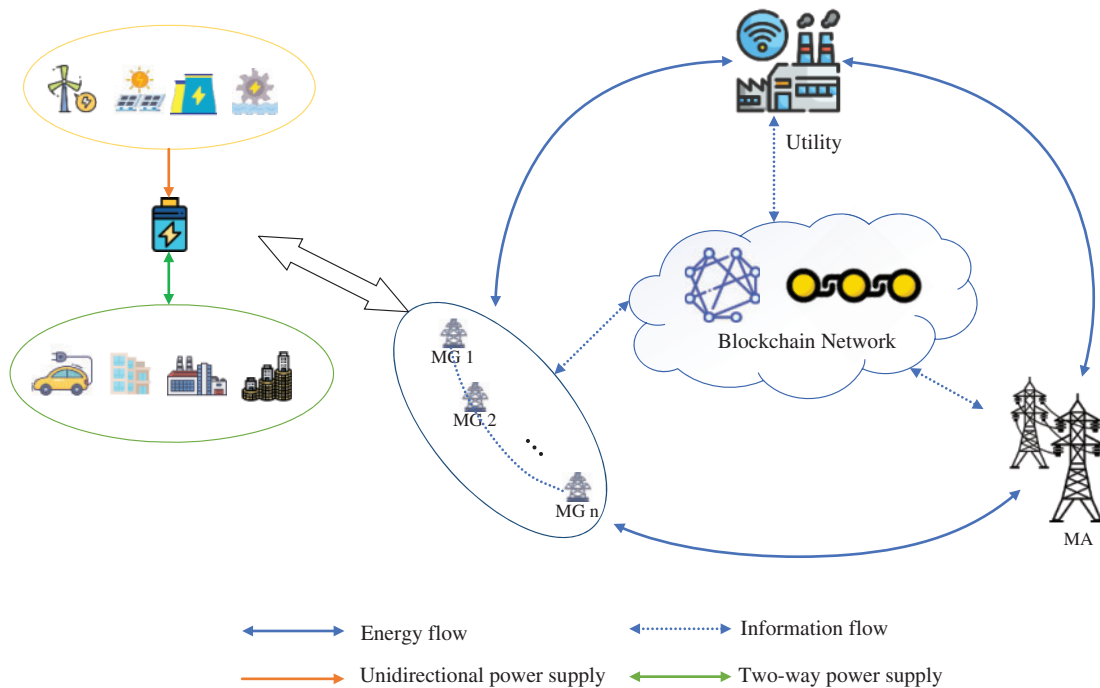 Utility
Blockchain Network
MG 1
MG 2
MG n
MA
Energy flow
Information flow
Unidirectional power supply
Two-way power supply